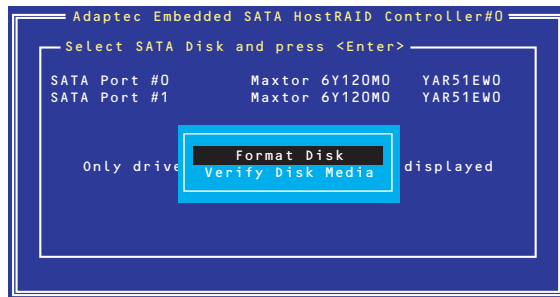 Adaptec Embedded SATA HostRAID Controller#0
Select SATA Disk and press <Enter>
SATA Port #0 Maxtor 6Y120M0 YAR51EW0
SATA Port #1 Maxtor 6Y120M0 YAR51EW0
Format Disk
Only drive displayed
Verify Disk Media